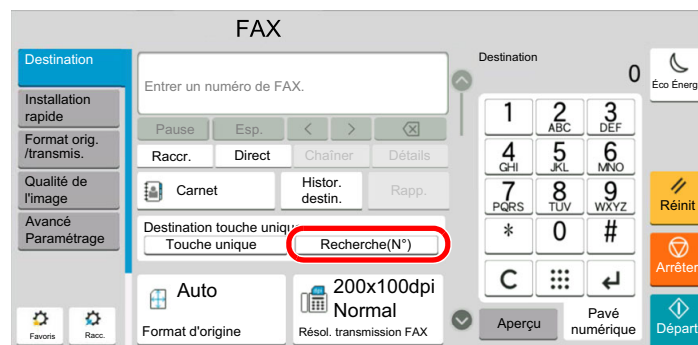 FAX
Destination
Installation
rapide
Format orig.
/transmis.
Qualité de
l'image
Avancé
Paramétrage
Favoris
Racc.
Entrer un numéro de FAX.
Pause
Esp.
<
>
Raccr.
Direct
Chaîner
Détails
Carnet
Histor.
destin.
Rapp.
Destination touche uniq
Touche unique
Recherche(N°)
Auto
Format d'origine
200x100dpi
Normal
Résol. transmission FAX
Destination
0
1
2
ABC
3
DEF
4
GHI
5
JKL
6
MNO
7
PQRS
8
TUV
9
WXYZ
*
0
#
C
Aperçu
Pavé
numérique
Éco Énerg
Réinit
Arrêter
Départ